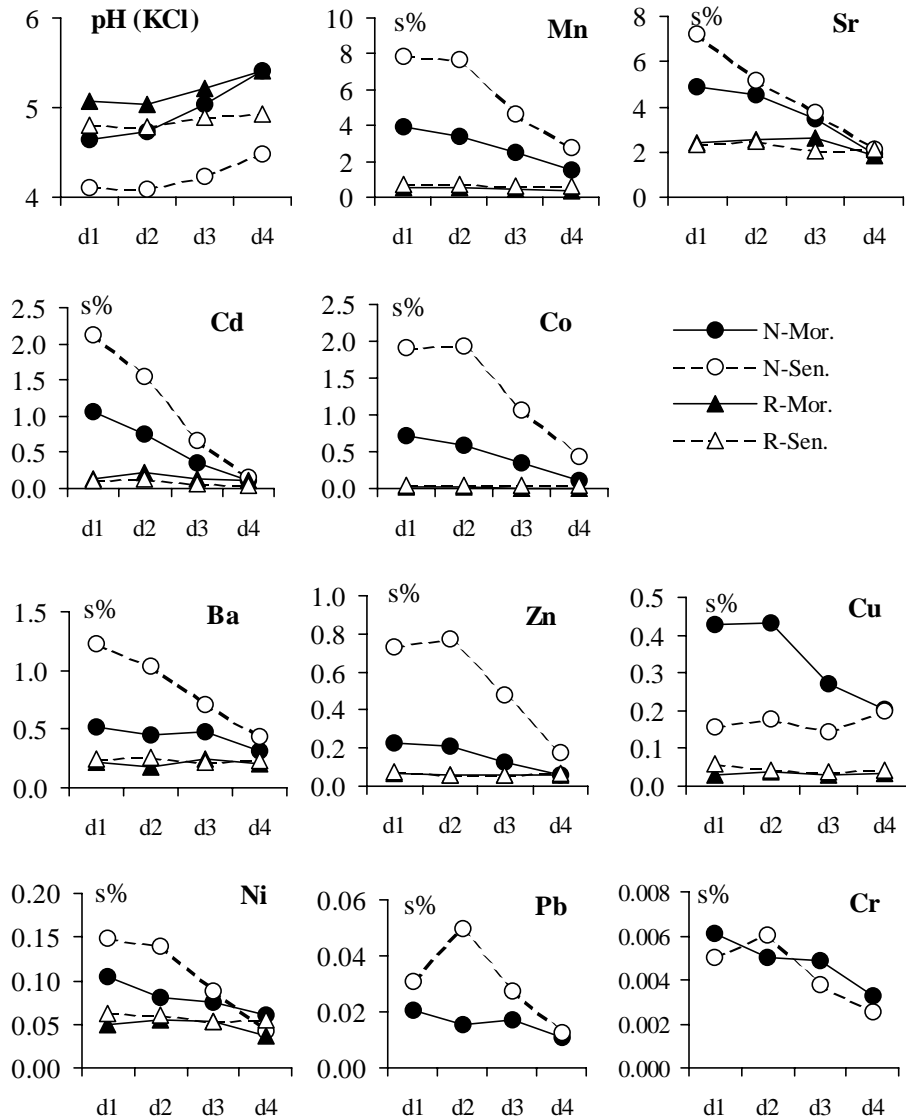 pH (KCl)
6
5
4
d1 d2 d3 d4
s%
Mn
10
8
6
4
2
0
d1 d2 d3 d4
s%
Sr
8
6
4
2
0
d1 d2 d3 d4
s%
Cd
2.5
2.0
1.5
1.0
0.5
0.0
d1 d2 d3 d4
s%
Co
2.5
2.0
1.5
1.0
0.5
0.0
d1 d2 d3 d4
N-Mor.
N-Sen.
R-Mor.
R-Sen.
s%
Ba
1.5
1.0
0.5
0.0
d1 d2 d3 d4
s%
Zn
1.0
0.8
0.6
0.4
0.2
0.0
d1 d2 d3 d4
s%
Cu
0.5
0.4
0.3
0.2
0.1
0.0
d1 d2 d3 d4
s%
Ni
0.20
0.15
0.10
0.05
0.00
d1 d2 d3 d4
s%
Pb
0.06
0.04
0.02
0.00
d1 d2 d3 d4
s%
Cr
0.008
0.006
0.004
0.002
0.000
d1 d2 d3 d4